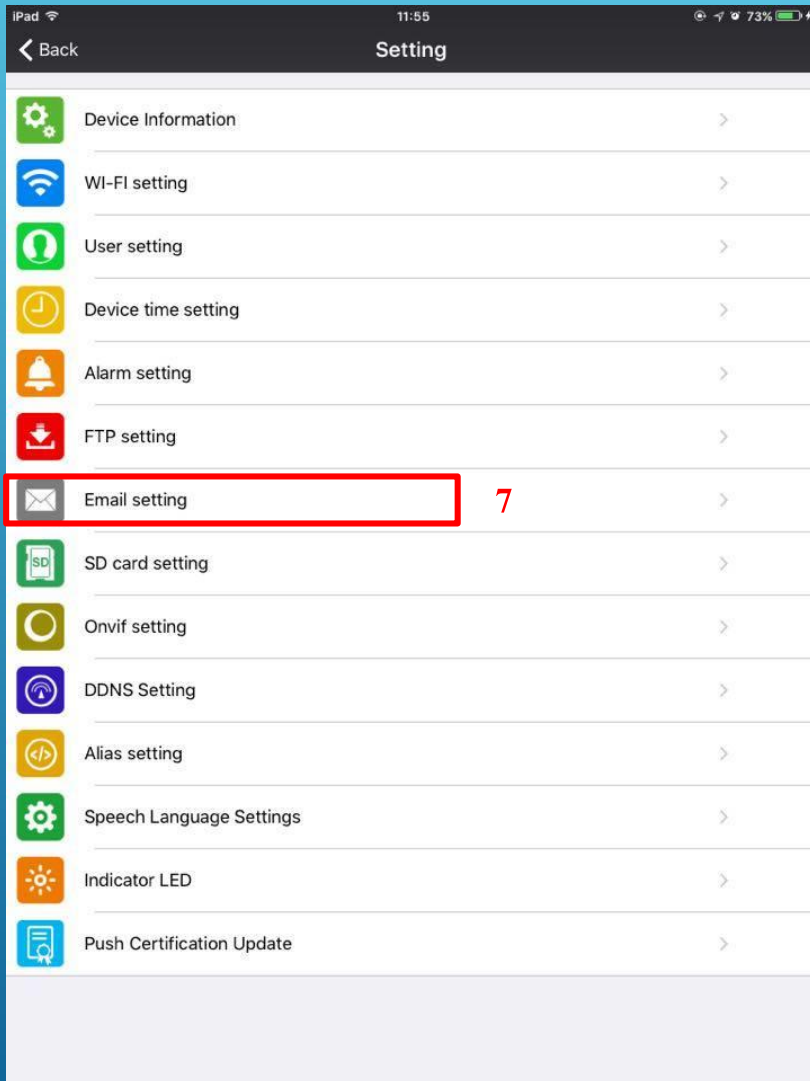 iPad 11:55 73%
Back Setting
Device Information
WI-FI setting
User setting
Device time setting
Alarm setting
FTP setting
Email setting 7
SD
SD card setting
Onvif setting
DDNS Setting
Alias setting
Speech Language Settings
Indicator LED
Push Certification Update